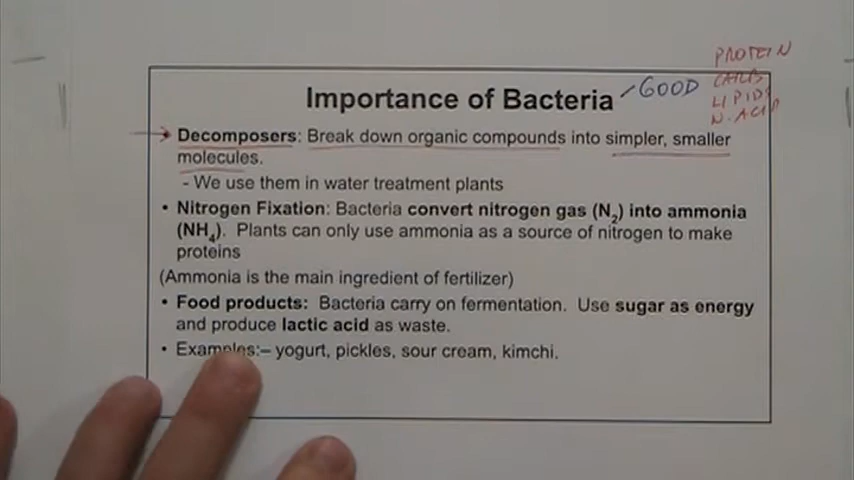 Importance of Bacteria
GOOD
PROTEIN
CARBS
LIPIDS
N. ACID
Decomposers: Break down organic compounds into simpler, smaller
molecules.
- We use them in water treatment plants
• Nitrogen Fixation: Bacteria convert nitrogen gas (N2) into ammonia
(NH4). Plants can only use ammonia as a source of nitrogen to make
proteins
(Ammonia is the main ingredient of fertilizer)
• Food products: Bacteria carry on fermentation. Use sugar as energy
and produce lactic acid as waste.
• Examples:– yogurt, pickles, sour cream, kimchi.